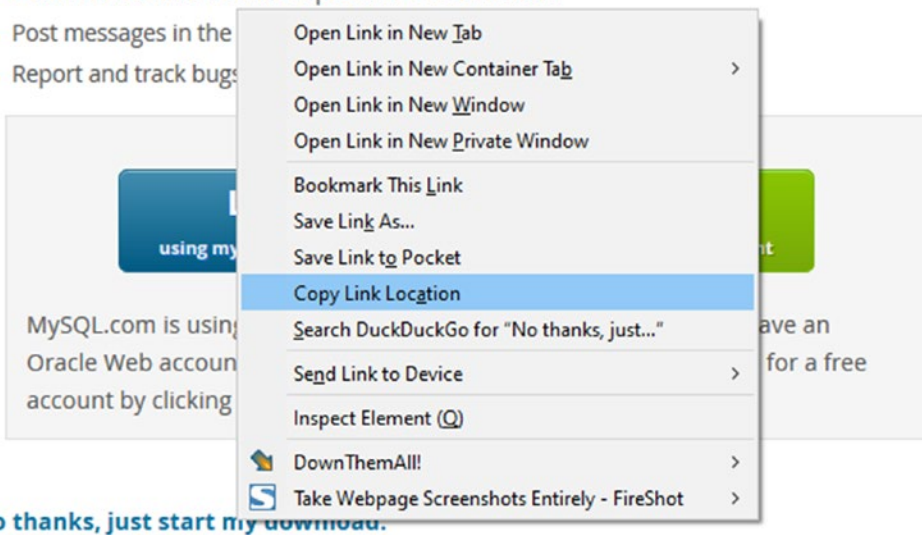 Post messages in the
Report and track bugs
Open Link in New Tab
Open Link in New Container Tab
Open Link in New Window
Open Link in New Private Window
Bookmark This Link
Save Link As...
Save Link to Pocket
Copy Link Location
Search DuckDuckGo for "No thanks, just..."
Send Link to Device
Inspect Element (Q)
DownThemAll!
Take Webpage Screenshots Entirely - FireShot
using my
MySQL.com is using
ave an
Oracle Web accoun
for a free
account by clicking
thanks, just start my download.